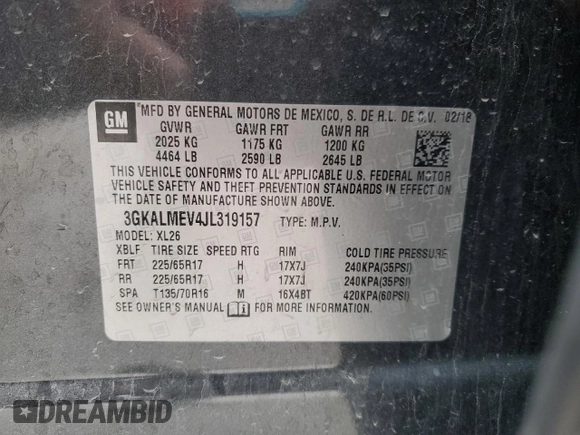 GM
MFD BY GENERAL MOTORS DE MEXICO, S. DE R.L. DE C.V. 02/18
GVWR GAWR FRT GAWR RR
2025 KG 1175 KG 1200 KG
4464 LB 2590 LB 2645 LB
THIS VEHICLE CONFORMS TO ALL APPLICABLE U.S. FEDERAL MOTOR
VEHICLE SAFETY AND THEFT PREVENTION STANDARDS IN EFFECT ON
THE DATE OF MANUFACTURE SHOWN ABOVE.
3GKALMEV4JL319157 TYPE: M.P.V.
MODEL: XL26
XBLF TIRE SIZE SPEED RTG RIM COLD TIRE PRESSURE
FRT 225/65R17 H 17X7J 240KPA(35PSI)
RR 225/65R17 H 17X7J 240KPA(35PSI)
SPA T135/70R16 M 16X4BT 420KPA(60PSI)
SEE OWNER'S MANUAL FOR MORE INFORMATION.
DREAMBID